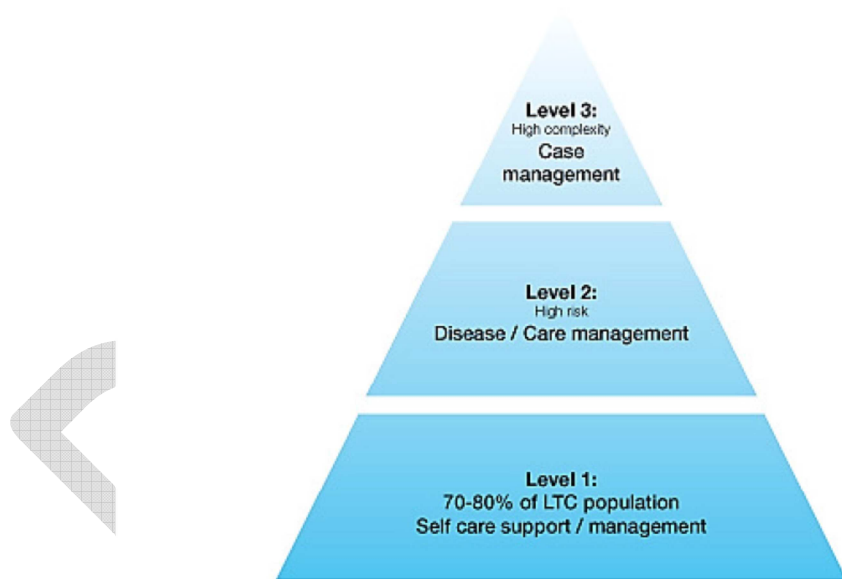 Level 3:
High complexity
Case
management
Level 2:
High risk
Disease / Care management
Level 1:
70-80% of LTC population
Self care support / management